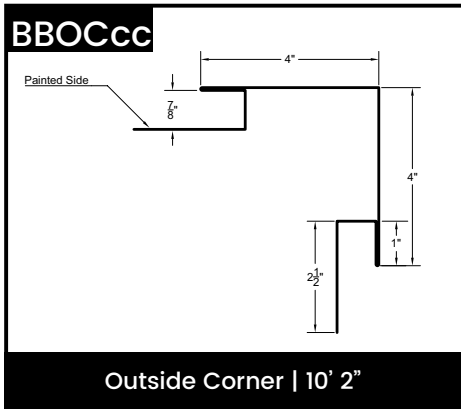 BBOCcc
4"
Painted Side
7/8"
4"
1"
2 1/2"
Outside Corner | 10’ 2”